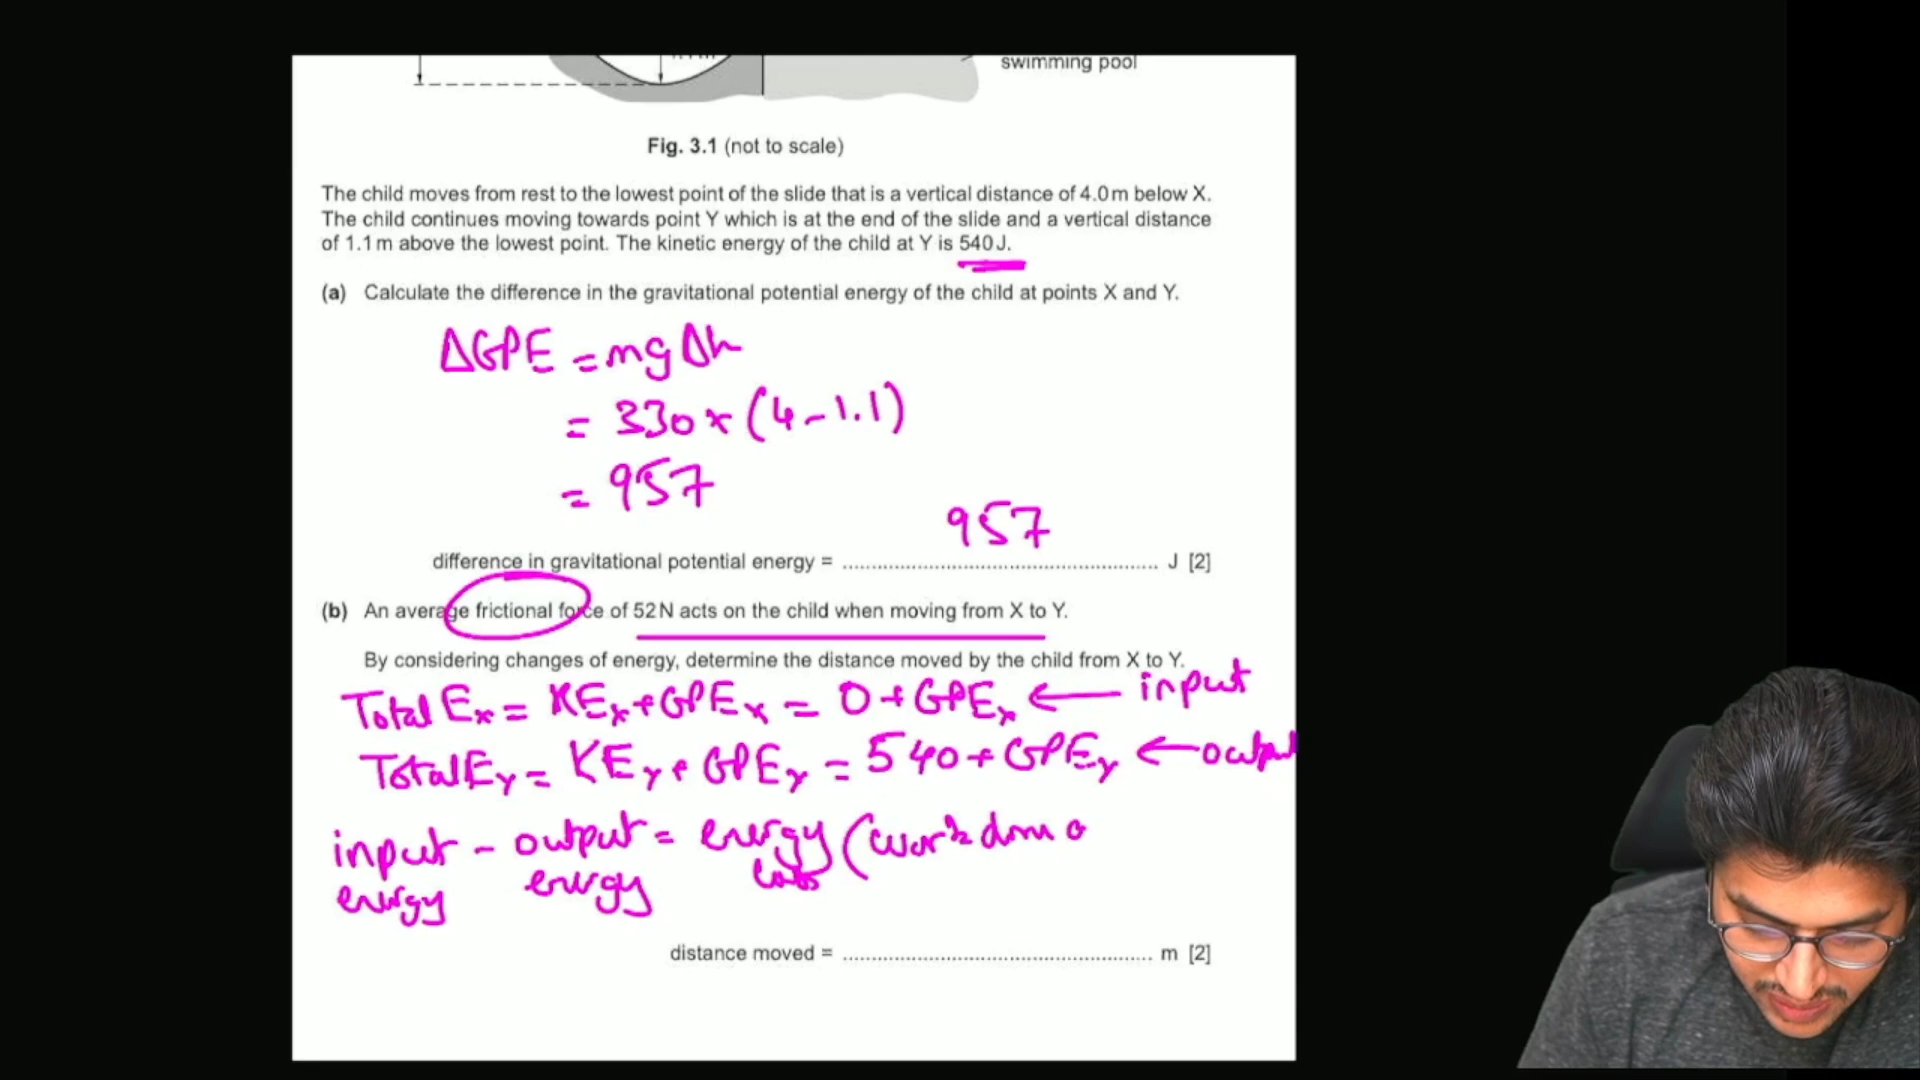 swimming pool
Fig. 3.1 (not to scale)
The child moves from rest to the lowest point of the slide that is a vertical distance of 4.0 m below X.
The child continues moving towards point Y which is at the end of the slide and a vertical distance
of 1.1 m above the lowest point. The kinetic energy of the child at Y is 540 J.
(a) Calculate the difference in the gravitational potential energy of the child at points X and Y.
ΔGPE = mgΔh
= 330 × (4 - 1.1)
= 957
957
difference in gravitational potential energy = ........................................................ J [2]
(b) An average frictional force of 52 N acts on the child when moving from X to Y.
By considering changes of energy, determine the distance moved by the child from X to Y.
Total Ex = KEx + GPEx = 0 + GPEx ← input
Total EY = KEY + GPEY = 540 + GPEY ← outpu
input - output = energy (work done
energy energy loss
distance moved = ........................................................ m [2]